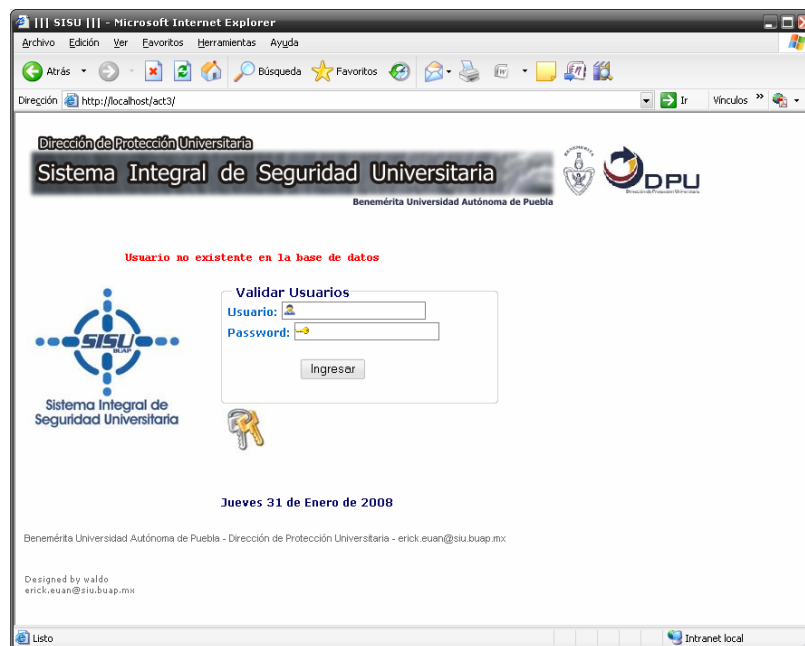 ||| SISU ||| - Microsoft Internet Explorer
Archivo Edición Ver Favoritos Herramientas Ayuda
Atrás Búsqueda Favoritos
Dirección http://localhost/act3/ Ir Vínculos »
Dirección de Protección Universitaria
Sistema Integral de Seguridad Universitaria
Benemérita Universidad Autónoma de Puebla
DPU
Usuario no existente en la base de datos
Validar Usuarios
Usuario:
Password:
Ingresar
SISU
BUAP
Sistema Integral de
Seguridad Universitaria
Jueves 31 de Enero de 2008
Benemérita Universidad Autónoma de Puebla - Dirección de Protección Universitaria - erick.euan@siu.buap.mx
Designed by waldo
erick.euan@siu.buap.mx
Listo Intranet local